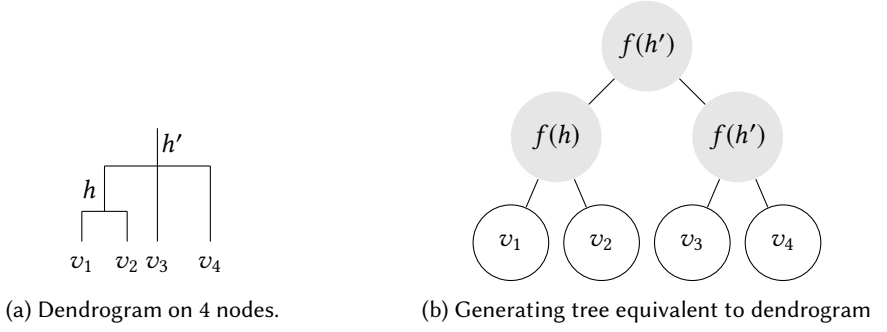 f(h′)
h′
f(h) f(h′)
h
v₁ v₂ v₃ v₄
v₁ v₂ v₃ v₄
(a) Dendrogram on 4 nodes.
(b) Generating tree equivalent to dendrogram